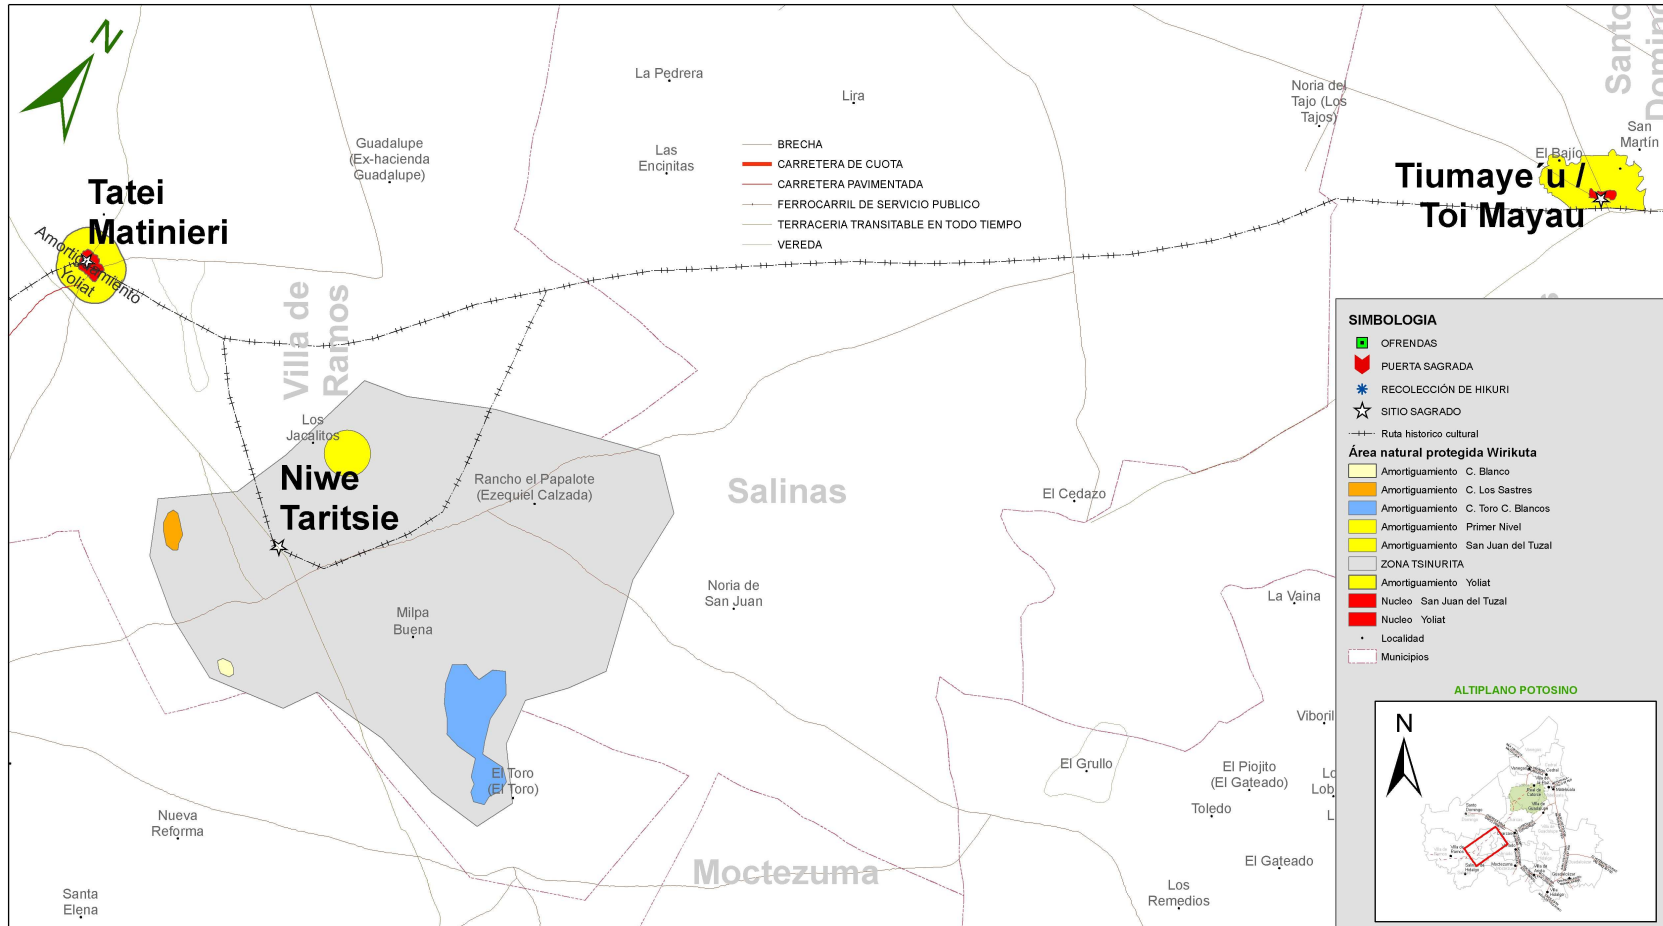 N
La Pedrera
Lira
Noria del
Tajo (Los
Tajos)
Santo
Doming
San
Martín
El Bajío
Guadalupe
(Ex-hacienda
Guadalupe)
Las
Encinitas
BRECHA
CARRETERA DE CUOTA
CARRETERA PAVIMENTADA
FERROCARRIL DE SERVICIO PUBLICO
TERRACERIA TRANSITABLE EN TODO TIEMPO
VEREDA
Tatei
Matinieri
Amortiguamiento
Yoliat
Tiumaye´u /
Toi Mayau
Villa de
Ramos
Los
Jacalitos
Niwe
Taritsie
Rancho el Papalote
(Ezequiel Calzada)
Salinas
El Cedazo
Noria de
San Juan
La Vaina
Milpa
Buena
Viboril
El Toro
(El Toro)
El Grullo
El Piojito
(El Gateado)
Lo
Lob
L
Toledo
Nueva
Reforma
Moctezuma
El Gateado
Los
Remedios
Santa
Elena
SIMBOLOGIA
OFRENDAS
PUERTA SAGRADA
RECOLECCIÓN DE HIKURI
SITIO SAGRADO
Ruta historico cultural
Área natural protegida Wirikuta
Amortiguamiento C. Blanco
Amortiguamiento C. Los Sastres
Amortiguamiento C. Toro C. Blancos
Amortiguamiento Primer Nivel
Amortiguamiento San Juan del Tuzal
ZONA TSINURITA
Amortiguamiento Yoliat
Nucleo San Juan del Tuzal
Nucleo Yoliat
Localidad
Municipios
ALTIPLANO POTOSINO
N